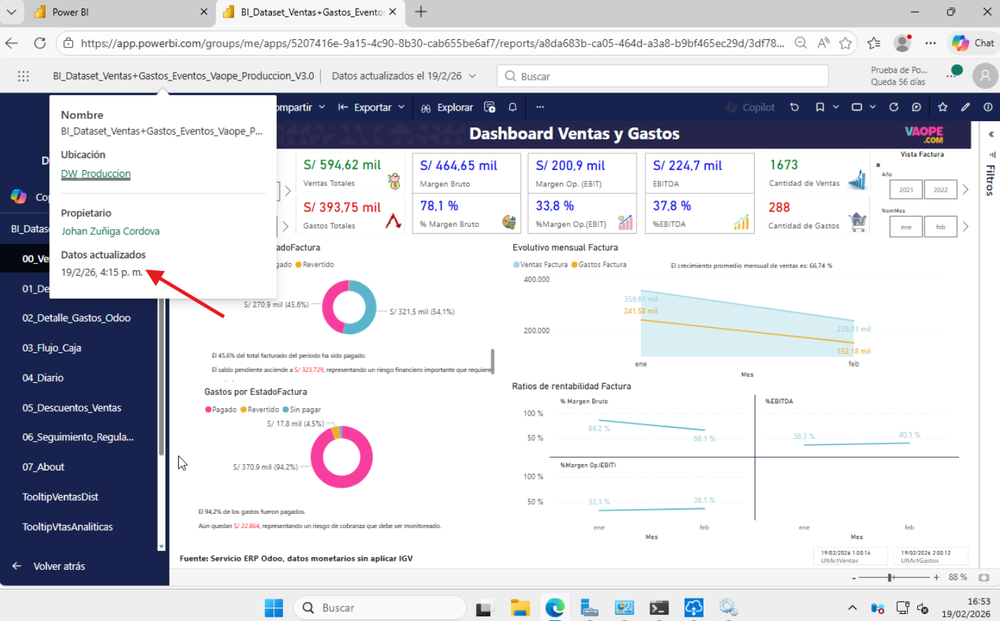 Power BI
BI_Dataset_Ventas+Gastos_Evento
https://app.powerbi.com/groups/me/apps/5207416e-9a15-4c90-8b30-cab655be6af7/reports/a8da683b-ca05-464d-a3a8-b9bf465ec29d/3df78...
Chat
BI_Dataset_Ventas+Gastos_Eventos_Vaope_Produccion_V3.0
Datos actualizados el 19/2/26
Buscar
Prueba de Po...
Queda 56 días
Nombre
BI_Dataset_Ventas+Gastos_Eventos_Vaope_P...
Ubicación
DW_Produccion
Propietario
Johan Zuñiga Cordova
Datos actualizados
19/2/26, 4:15 p. m.
ompartir
Exportar
Explorar
Copilot
D
Cop
BI_Datas
00_Ve
01_De
02_Detalle_Gastos_Odoo
03_Flujo_Caja
04_Diario
05_Descuentos_Ventas
06_Seguimiento_Regula...
07_About
TooltipVentasDist
TooltipVtasAnaliticas
Volver atrás
Dashboard Ventas y Gastos
VAOPE
.COM
S/ 594,62 mil
Ventas Totales
S/ 393,75 mil
Gastos Totales
S/ 464,65 mil
Margen Bruto
78,1 %
% Margen Bruto
S/ 200,9 mil
Margen Op. (EBIT)
33,8 %
%Margen Op.(EBIT)
S/ 224,7 mil
EBITDA
37,8 %
%EBITDA
1673
Cantidad de Ventas
288
Cantidad de Gastos
Vista Factura
Año
2021
2022
NomMes
ene
feb
Filtros
adoFactura
gado
Revertido
S/ 270,9 mil (45,6%)
S/ 321,5 mil (54,1%)
El 45,6% del total facturado del periodo ha sido pagado.
El saldo pendiente asciende a S/ 323.729, representando un riesgo financiero importante que requiere
Gastos por EstadoFactura
Pagado
Revertido
Sin pagar
S/ 17,8 mil (4,5%)
S/ 370,9 mil (94,2%)
El 94,2% de los gastos fueron pagados.
Aún quedan S/ 22.864, representando un riesgo de cobranza que debe ser monitoreado.
Evolutivo mensual Factura
Ventas Factura
Gastos Factura
El crecimiento promedio mensual de ventas es: 66,74 %
400.000
200.000
356,61 mil
241,58 mil
238,01 mil
152,18 mil
ene
feb
Mes
Ratios de rentabilidad Factura
% Margen Bruto
100 %
50 %
86,2 %
66,1 %
%EBITDA
36,3 %
40,1 %
%Margen Op.(EBIT)
100 %
50 %
32,3 %
36,1 %
ene
feb
Mes
ene
feb
Mes
Fuente: Servicio ERP Odoo, datos monetarios sin aplicar IGV
19/02/2026 1:00:14
UltActVentas
19/02/2026 2:00:12
UltActGastos
- + 88 %
Buscar
16:53
19/02/2026